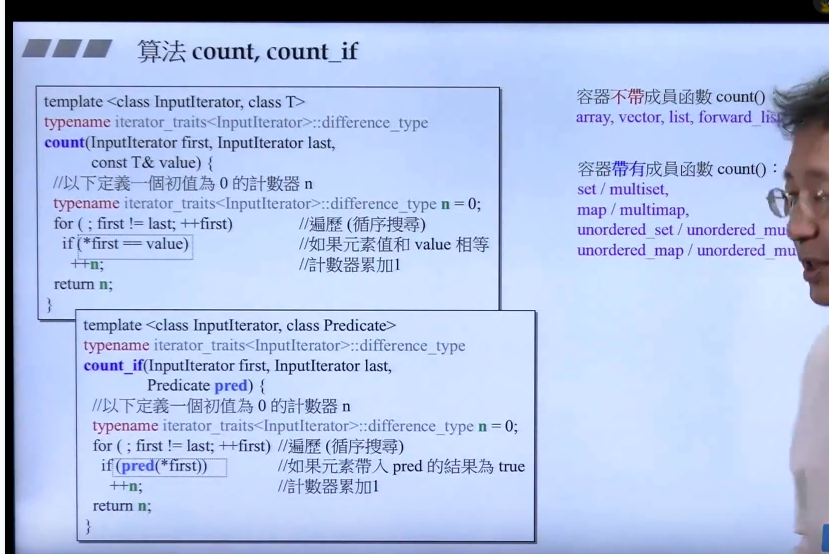 算法 count, count_if
template <class InputIterator, class T>
typename iterator_traits<InputIterator>::difference_type
count(InputIterator first, InputIterator last,
const T& value) {
//以下定義一個初值為 0 的計數器 n
typename iterator_traits<InputIterator>::difference_type n = 0;
for ( ; first != last; ++first) //遍歷 (循序搜尋)
if (*first == value) //如果元素值和 value 相等
++n; //計數器累加1
return n;
}
template <class InputIterator, class Predicate>
typename iterator_traits<InputIterator>::difference_type
count_if(InputIterator first, InputIterator last,
Predicate pred) {
//以下定義一個初值為 0 的計數器 n
typename iterator_traits<InputIterator>::difference_type n = 0;
for ( ; first != last; ++first) //遍歷 (循序搜尋)
if (pred(*first)) //如果元素帶入 pred 的結果為 true
++n; //計數器累加1
return n;
}
容器不帶成員函數 count()
array, vector, list, forward_lis
容器帶有成員函數 count()：
set / multiset,
map / multimap,
unordered_set / unordered_mu
unordered_map / unordered_mu